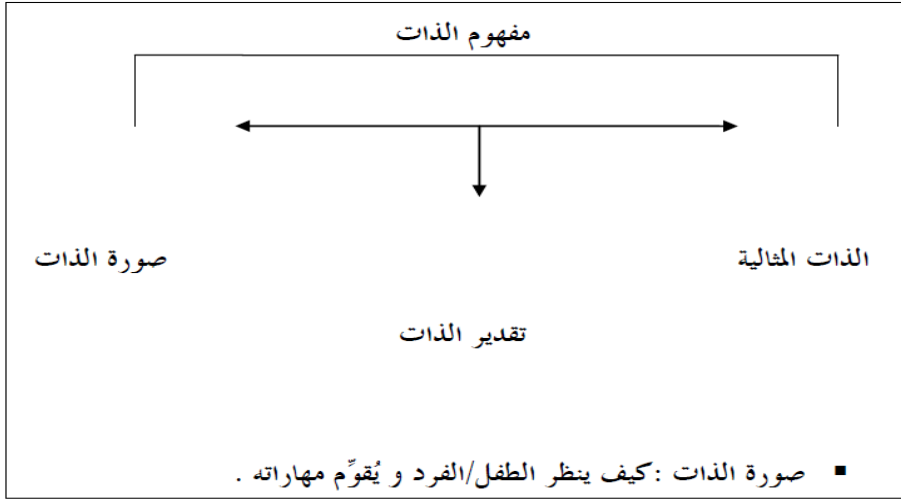 مفهوم الذات
الذات المثالية
صورة الذات
تقدير الذات
▪ صورة الذات :كيف ينظر الطفل/الفرد و يُقوِّم مهاراته .